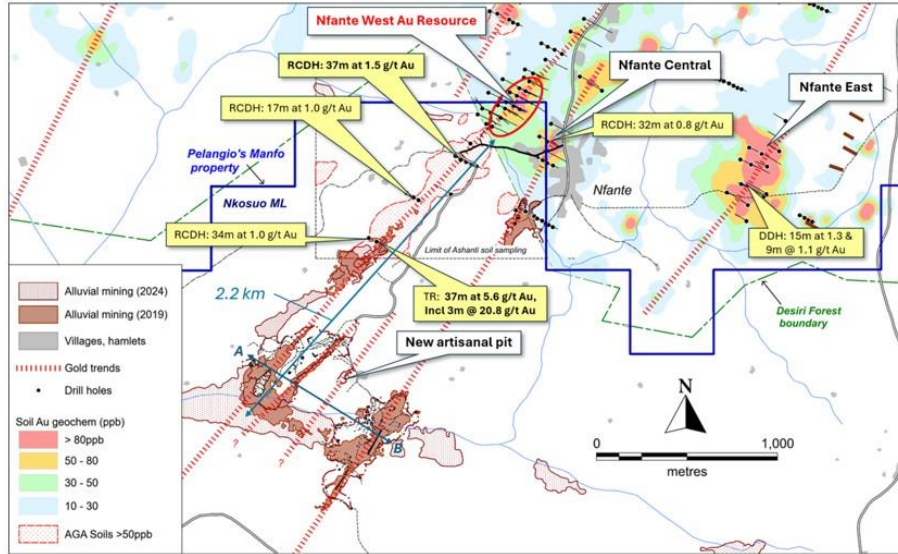 Nfante West Au Resource
RCDH: 37m at 1.5 g/t Au
Nfante Central
RCDH: 17m at 1.0 g/t Au
Nfante East
RCDH: 32m at 0.8 g/t Au
Pelangio's Manfo
property
Nkosuo ML
Nfante
RCDH: 34m at 1.0 g/t Au
Limit of Ashanti soil sampling
DDH: 15m at 1.3 &
9m @ 1.1 g/t Au
TR: 37m at 5.6 g/t Au,
Incl 3m @ 20.8 g/t Au
2.2 km
Desiri Forest
boundary
New artisanal pit
A
B
?
?
N
0
1,000
metres
Alluvial mining (2024)
Alluvial mining (2019)
Villages, hamlets
Gold trends
Drill holes
Soil Au geochem (ppb)
> 80ppb
50 - 80
30 - 50
10 - 30
AGA Soils >50ppb